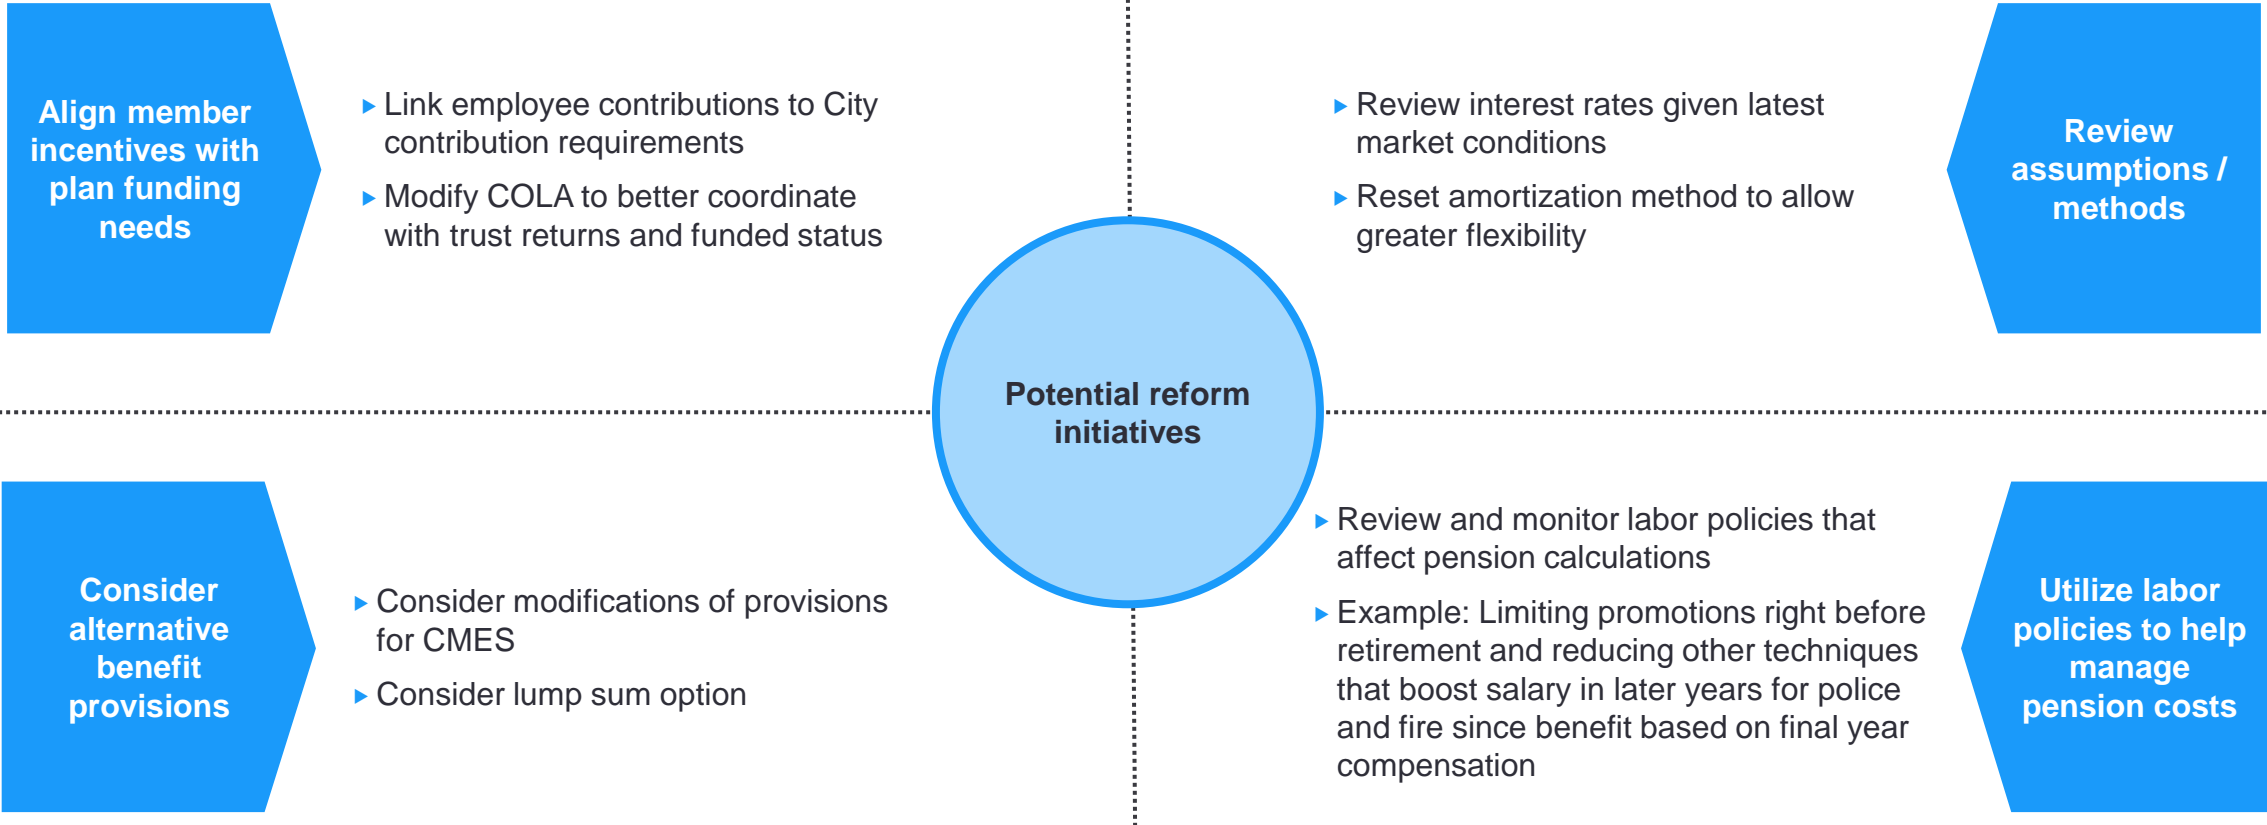 Align member
incentives with
plan funding
needs
Link employee contributions to City
contribution requirements
Modify COLA to better coordinate
with trust returns and funded status
Review interest rates given latest
market conditions
Reset amortization method to allow
greater flexibility
Review
assumptions /
methods
Potential reform
initiatives
Consider
alternative
benefit
provisions
Consider modifications of provisions
for CMES
Consider lump sum option
Review and monitor labor policies that
affect pension calculations
Example: Limiting promotions right before
retirement and reducing other techniques
that boost salary in later years for police
and fire since benefit based on final year
compensation
Utilize labor
policies to help
manage
pension costs